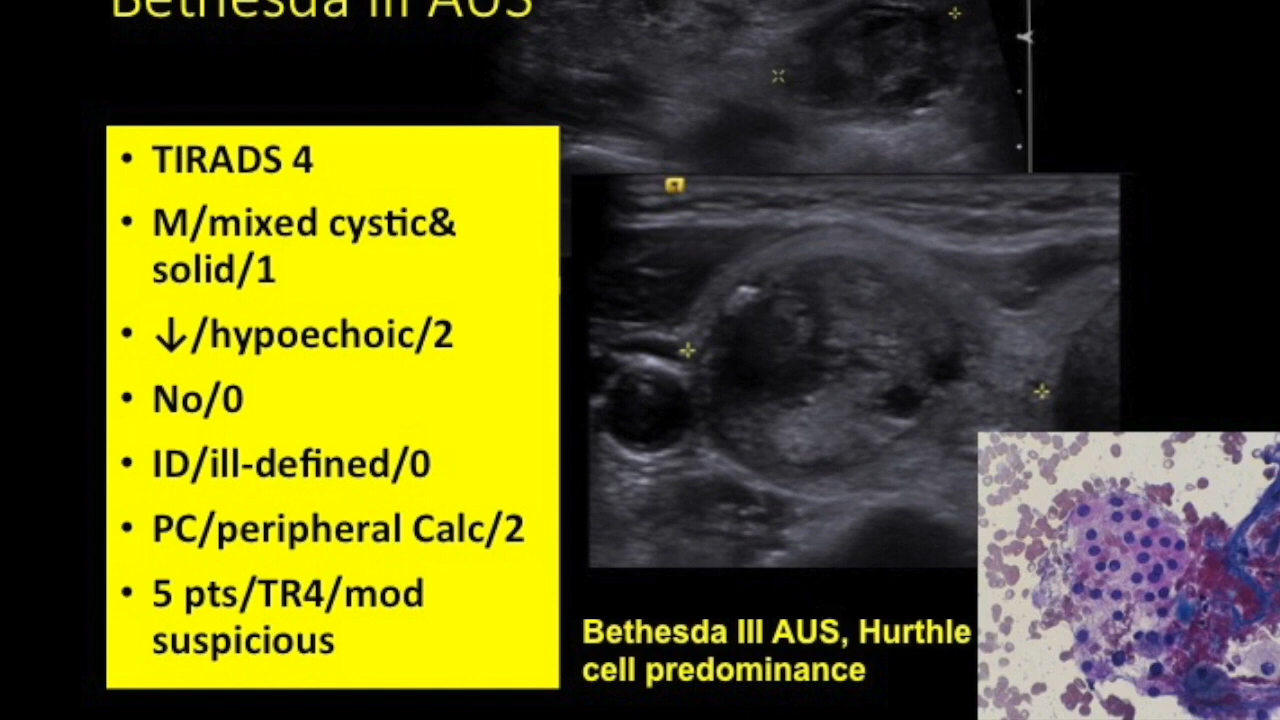 Bethesda III AUS
• TIRADS 4
• M/mixed cystic&
solid/1
• ↓/hypoechoic/2
• No/0
• ID/ill-defined/0
• PC/peripheral Calc/2
• 5 pts/TR4/mod
suspicious
Bethesda III AUS, Hurthle
cell predominance